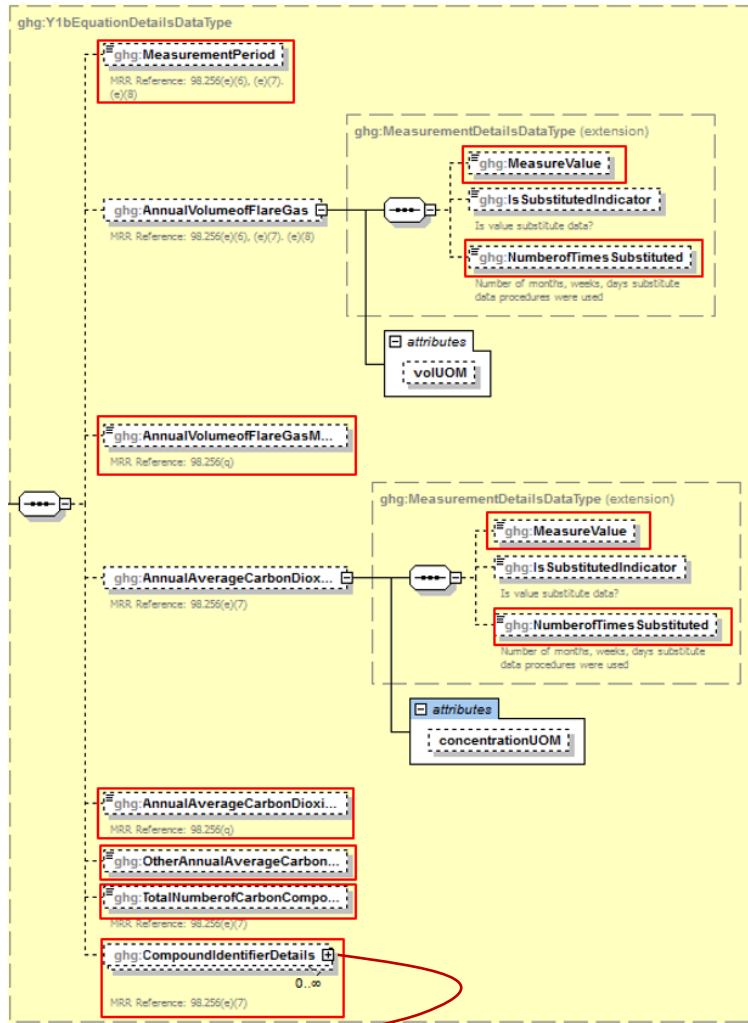 ghg:Y1bEquationDetailsDataType
ghg:MeasurementPeriod
MRR Reference: 98.256(e)(6), (e)(7).
(e)(8)
ghg:MeasurementDetailsDataType (extension)
ghg:MeasureValue
ghg:IsSubstitutedIndicator
Is value substitute data?
ghg:AnnualVolumeofFlareGas
MRR Reference: 98.256(e)(6), (e)(7). (e)(8)
ghg:NumberofTimesSubstituted
Number of months, weeks, days substitute
data procedures were used
attributes
volUOM
ghg:AnnualVolumeofFlareGasM...
MRR Reference: 98.256(q)
ghg:MeasurementDetailsDataType (extension)
ghg:MeasureValue
ghg:IsSubstitutedIndicator
Is value substitute data?
ghg:AnnualAverageCarbonDiox...
MRR Reference: 98.256(e)(7)
ghg:NumberofTimesSubstituted
Number of months, weeks, days substitute
data procedures were used
attributes
concentrationUOM
ghg:AnnualAverageCarbonDioxi...
MRR Reference: 98.256(q)
ghg:OtherAnnualAverageCarbon...
ghg:TotalNumberofCarbonCompo...
MRR Reference: 98.256(e)(7)
ghg:CompoundIdentifierDetails
0..∞
MRR Reference: 98.256(e)(7)